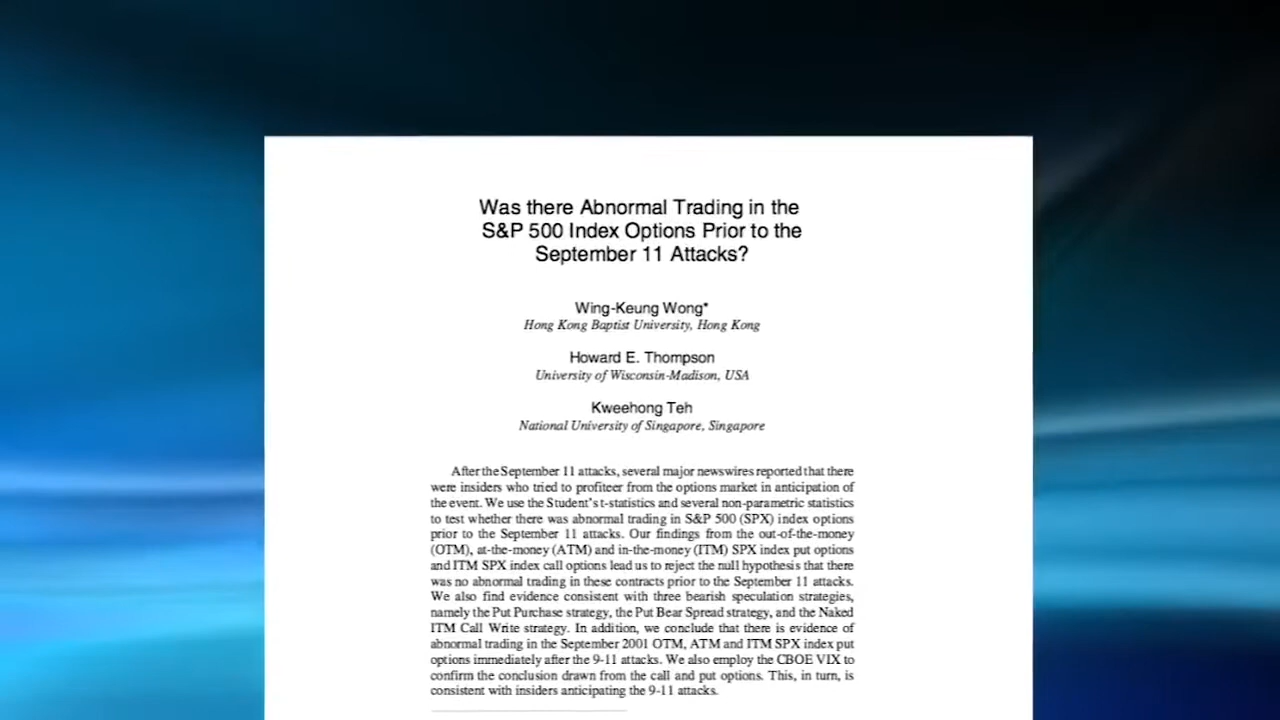 Was there Abnormal Trading in the
S&P 500 Index Options Prior to the
September 11 Attacks?
Wing-Keung Wong*
Hong Kong Baptist University, Hong Kong
Howard E. Thompson
University of Wisconsin-Madison, USA
Kweehong Teh
National University of Singapore, Singapore
After the September 11 attacks, several major newswires reported that there
were insiders who tried to profiteer from the options market in anticipation of
the event. We use the Student's t-statistics and several non-parametric statistics
to test whether there was abnormal trading in S&P 500 (SPX) index options
prior to the September 11 attacks. Our findings from the out-of-the-money
(OTM), at-the-money (ATM) and in-the-money (ITM) SPX index put options
and ITM SPX index call options lead us to reject the null hypothesis that there
was no abnormal trading in these contracts prior to the September 11 attacks.
We also find evidence consistent with three bearish speculation strategies,
namely the Put Purchase strategy, the Put Bear Spread strategy, and the Naked
ITM Call Write strategy. In addition, we conclude that there is evidence of
abnormal trading in the September 2001 OTM, ATM and ITM SPX index put
options immediately after the 9-11 attacks. We also employ the CBOE VIX to
confirm the conclusion drawn from the call and put options. This, in turn, is
consistent with insiders anticipating the 9-11 attacks.